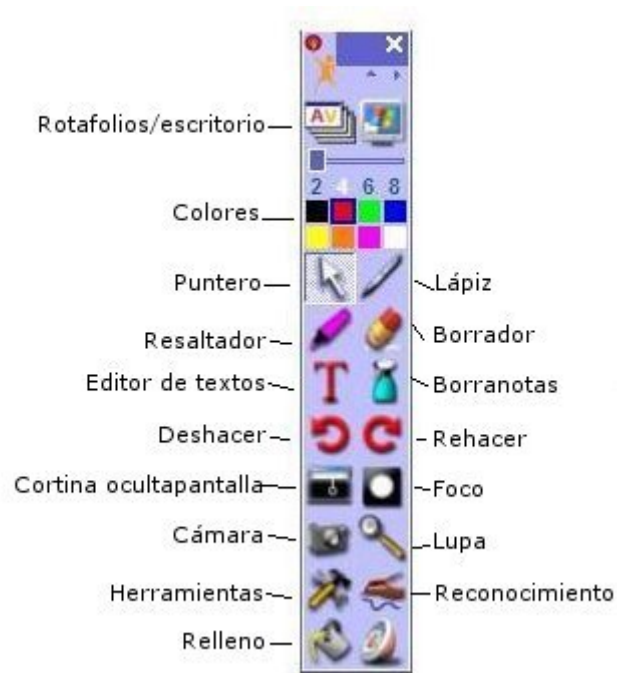 Rotafolios/escritorio
AV
2 4 6 8
Colores
Puntero
Lápiz
Resaltador
Borrador
Editor de textos
T
Borranotas
Deshacer
Rehacer
Cortina ocultapantalla
Foco
Cámara
Lupa
Herramientas
Reconocimiento
Relleno